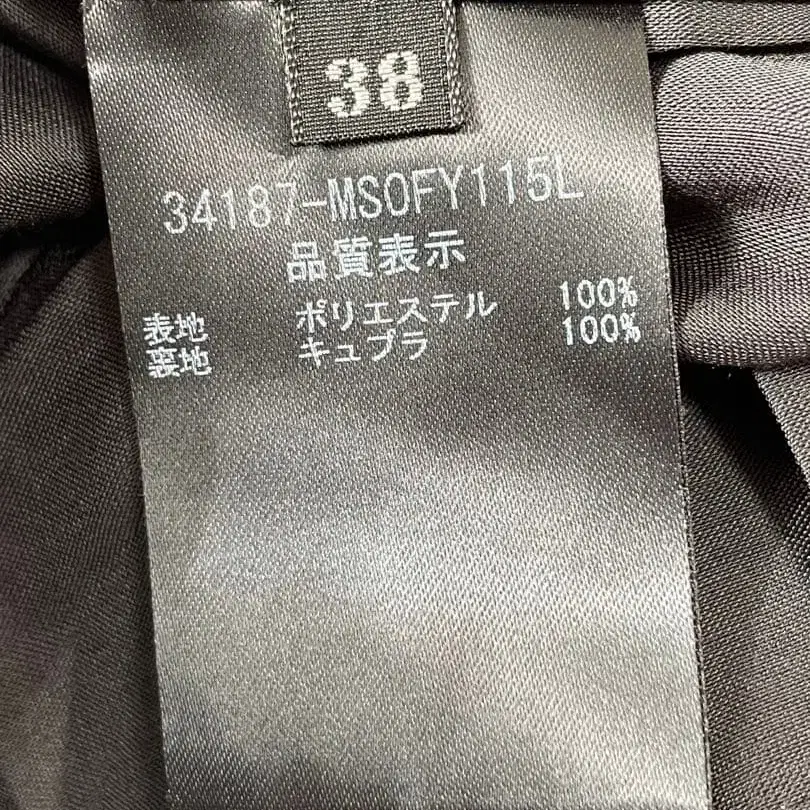 38
34187-MSOFY115L
品質表示
表地 ポリエステル 100%
裏地 キュプラ 100%